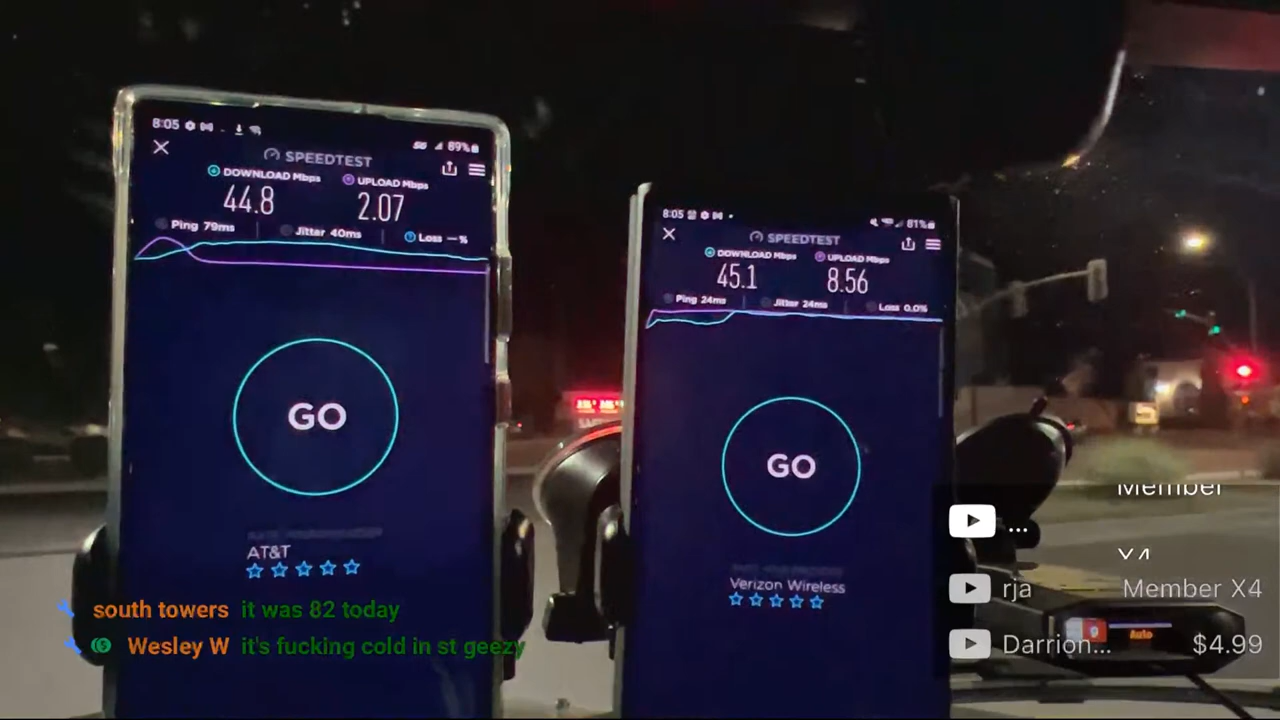 8:05
89%
SPEEDTEST
DOWNLOAD Mbps UPLOAD Mbps
44.8 2.07
Ping 79ms Jitter 40ms Loss — %
GO
AT&T
8:05
81%
SPEEDTEST
DOWNLOAD Mbps UPLOAD Mbps
45.1 8.56
Ping 24ms Jitter 24ms Loss 0.0%
GO
Verizon Wireless
south towers it was 82 today
Wesley W it's fucking cold in st geezy
Member
...
X4
rja Member X4
Darrion... $4.99
Auto